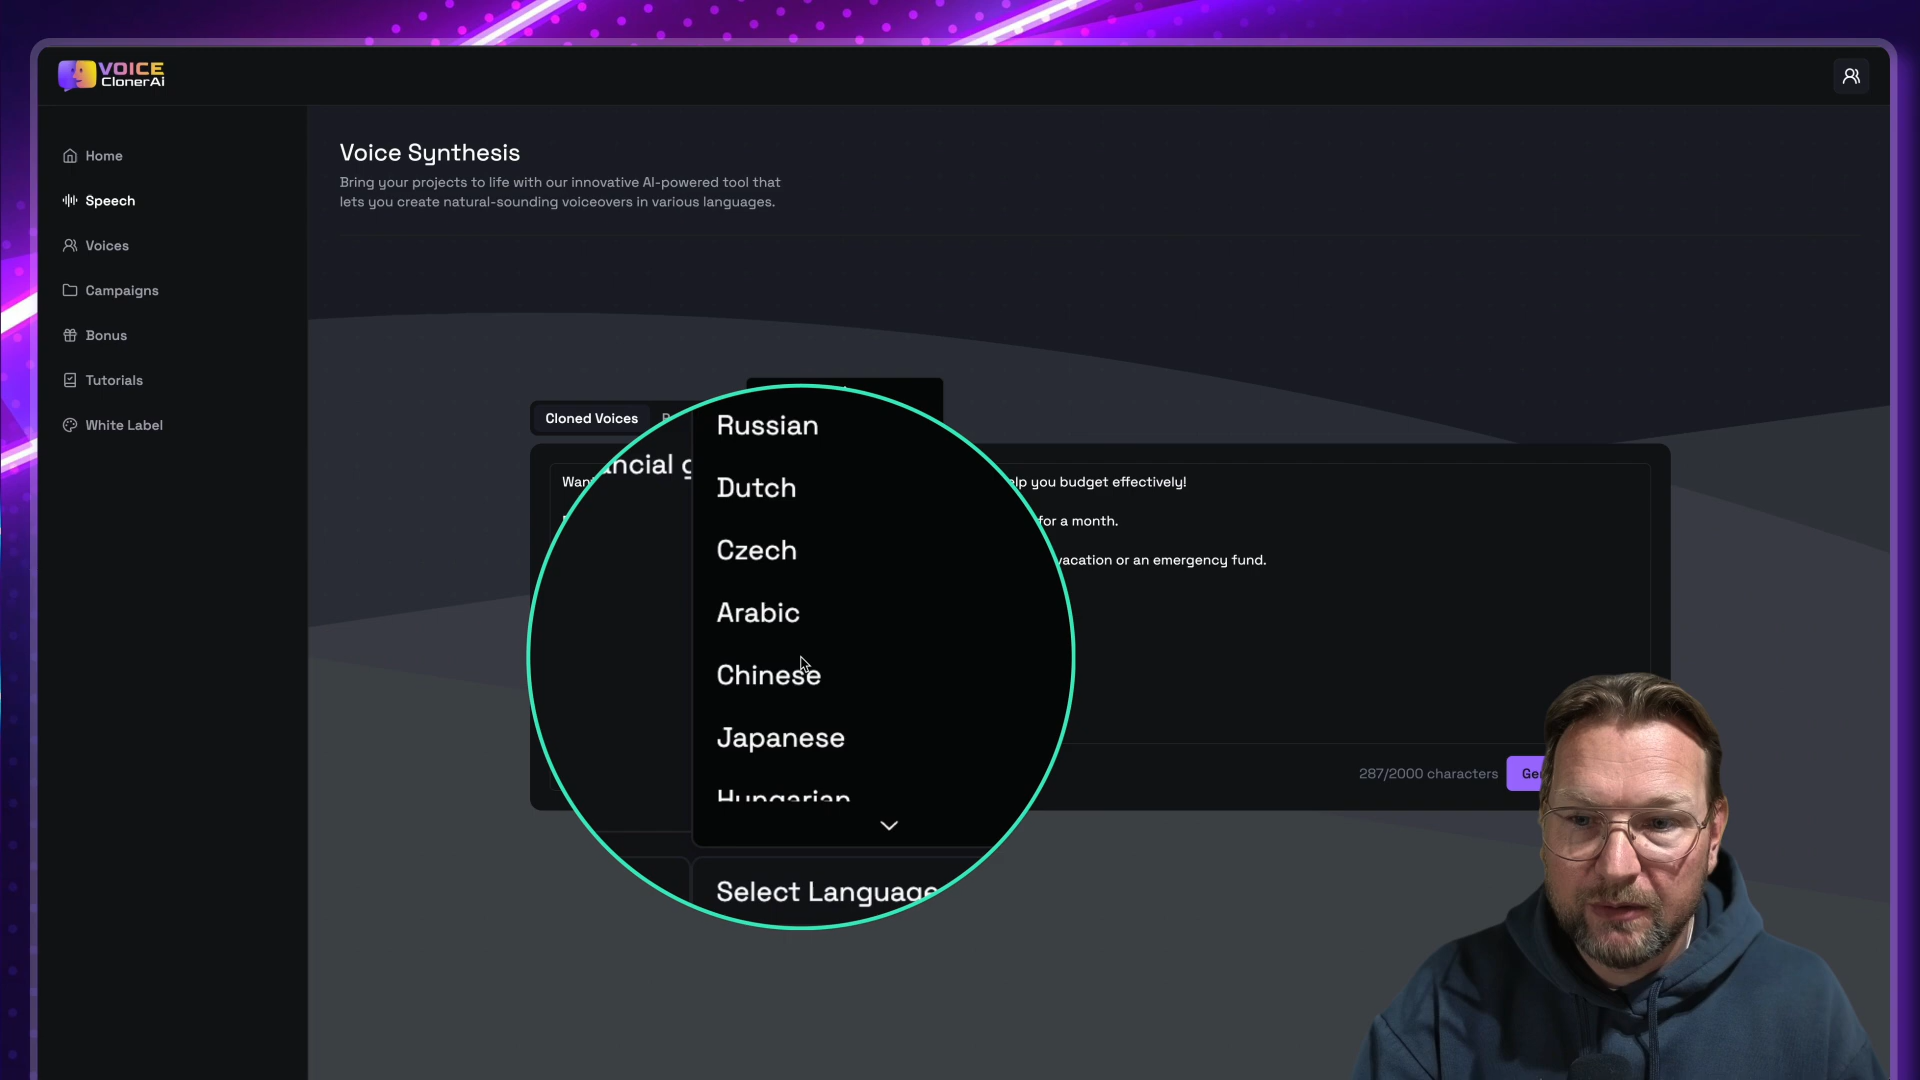 VOICE
ClonerAi
Home
Speech
Voices
Campaigns
Bonus
Tutorials
White Label
Voice Synthesis
Bring your projects to life with our innovative AI-powered tool that
lets you create natural-sounding voiceovers in various languages.
Cloned Voices
Russian
Dutch
Czech
Arabic
Chinese
Japanese
Hungarian
Select Language
you budget effectively!
for a month.
vacation or an emergency fund.
287/2000 characters